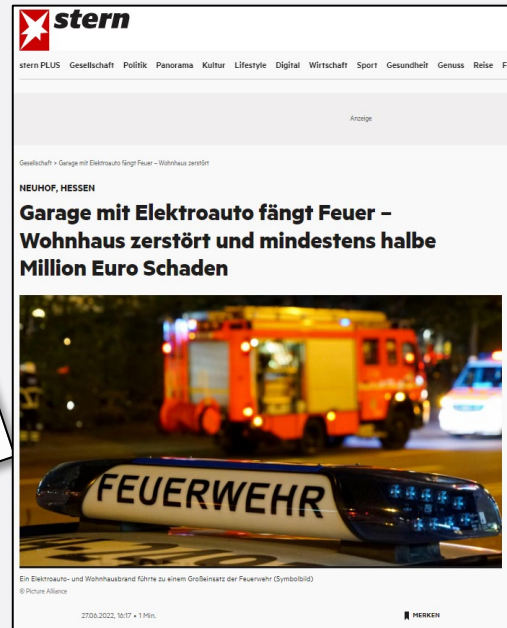 stern
stern PLUS Gesellschaft Politik Panorama Kultur Lifestyle Digital Wirtschaft Sport Gesundheit Genuss Reise F
Anzeige
Gesellschaft > Garage mit Elektroauto fängt Feuer – Wohnhaus zerstört
NEUHOF, HESSEN
Garage mit Elektroauto fängt Feuer –
Wohnhaus zerstört und mindestens halbe
Million Euro Schaden
FEUERWEHR
Ein Elektroauto- und Wohnhausbrand führte zu einem Großeinsatz der Feuerwehr (Symbolbild)
© Picture Alliance
27.06.2022, 16:17 • 1 Min.
MERKEN